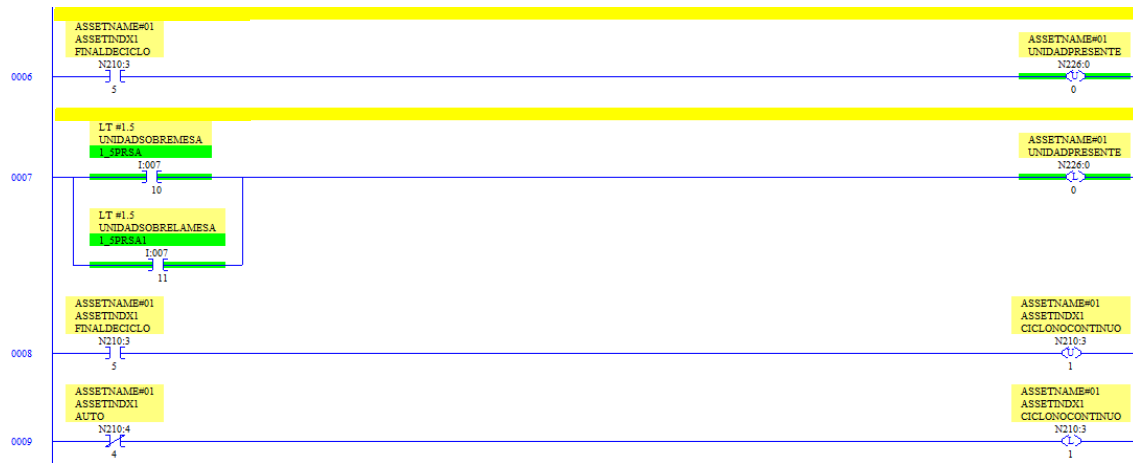 ASSETNAME#01
ASSETINDX1
FINALDECICLO
N210:3
5
ASSETNAME#01
UNIDADPRESENTE
N226:0
U
0
0006
LT #1.5
UNIDADSOBREMESA
1_5PRSA
I:007
10
ASSETNAME#01
UNIDADPRESENTE
N226:0
L
0
0007
LT #1.5
UNIDADSOBRELAMESA
1_5PRSA1
I:007
11
ASSETNAME#01
ASSETINDX1
FINALDECICLO
N210:3
5
ASSETNAME#01
ASSETINDX1
CICLONOCONTINUO
N210:3
U
1
0008
ASSETNAME#01
ASSETINDX1
AUTO
N210:4
4
ASSETNAME#01
ASSETINDX1
CICLONOCONTINUO
N210:3
L
1
0009